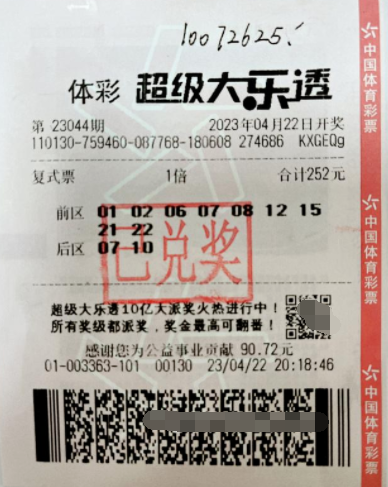 10072625.
体彩 超级大乐透
第 23044期 2023年04月22日开奖
110130-759460-087768-180608 274686 KXGEQg
复式票 1倍 合计252元
前区 01 02 06 07 08 12 15
21 22
后区 07 10
已兑奖
超级大乐透10亿大派奖火热进行中！
所有奖级都派奖，奖金最高可翻番！
感谢您为公益事业贡献 90.72元
01-003363-101 00130 23/04/22 20:18:46
中国体育彩票
中国体育彩票
中国体育彩票